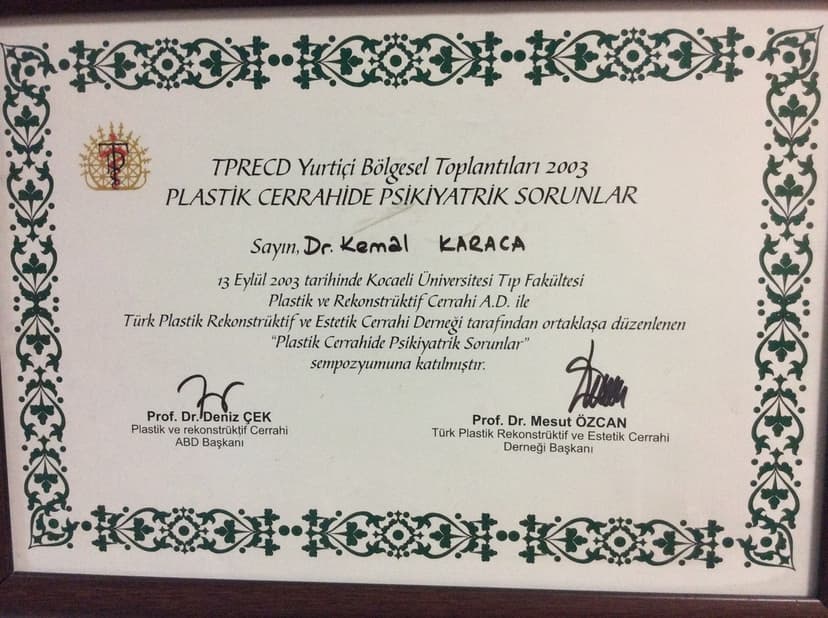 TPRECD Yurtiçi Bölgesel Toplantıları 2003
PLASTİK CERRAHİDE PSİKİYATRİK SORUNLAR
Sayın, Dr. Kemal KARACA
13 Eylül 2003 tarihinde Kocaeli Üniversitesi Tıp Fakültesi
Plastik ve Rekonstrüktif Cerrahi A.D. ile
Türk Plastik Rekonstrüktif ve Estetik Cerrahi Derneği tarafından ortaklaşa düzenlenen
"Plastik Cerrahide Psikiyatrik Sorunlar"
sempozyumuna katılmıştır.
Prof. Dr. Deniz ÇEK
Plastik ve rekonstrüktif Cerrahi
ABD Başkanı
Prof. Dr. Mesut ÖZCAN
Türk Plastik Rekonstrüktif ve Estetik Cerrahi
Derneği Başkanı